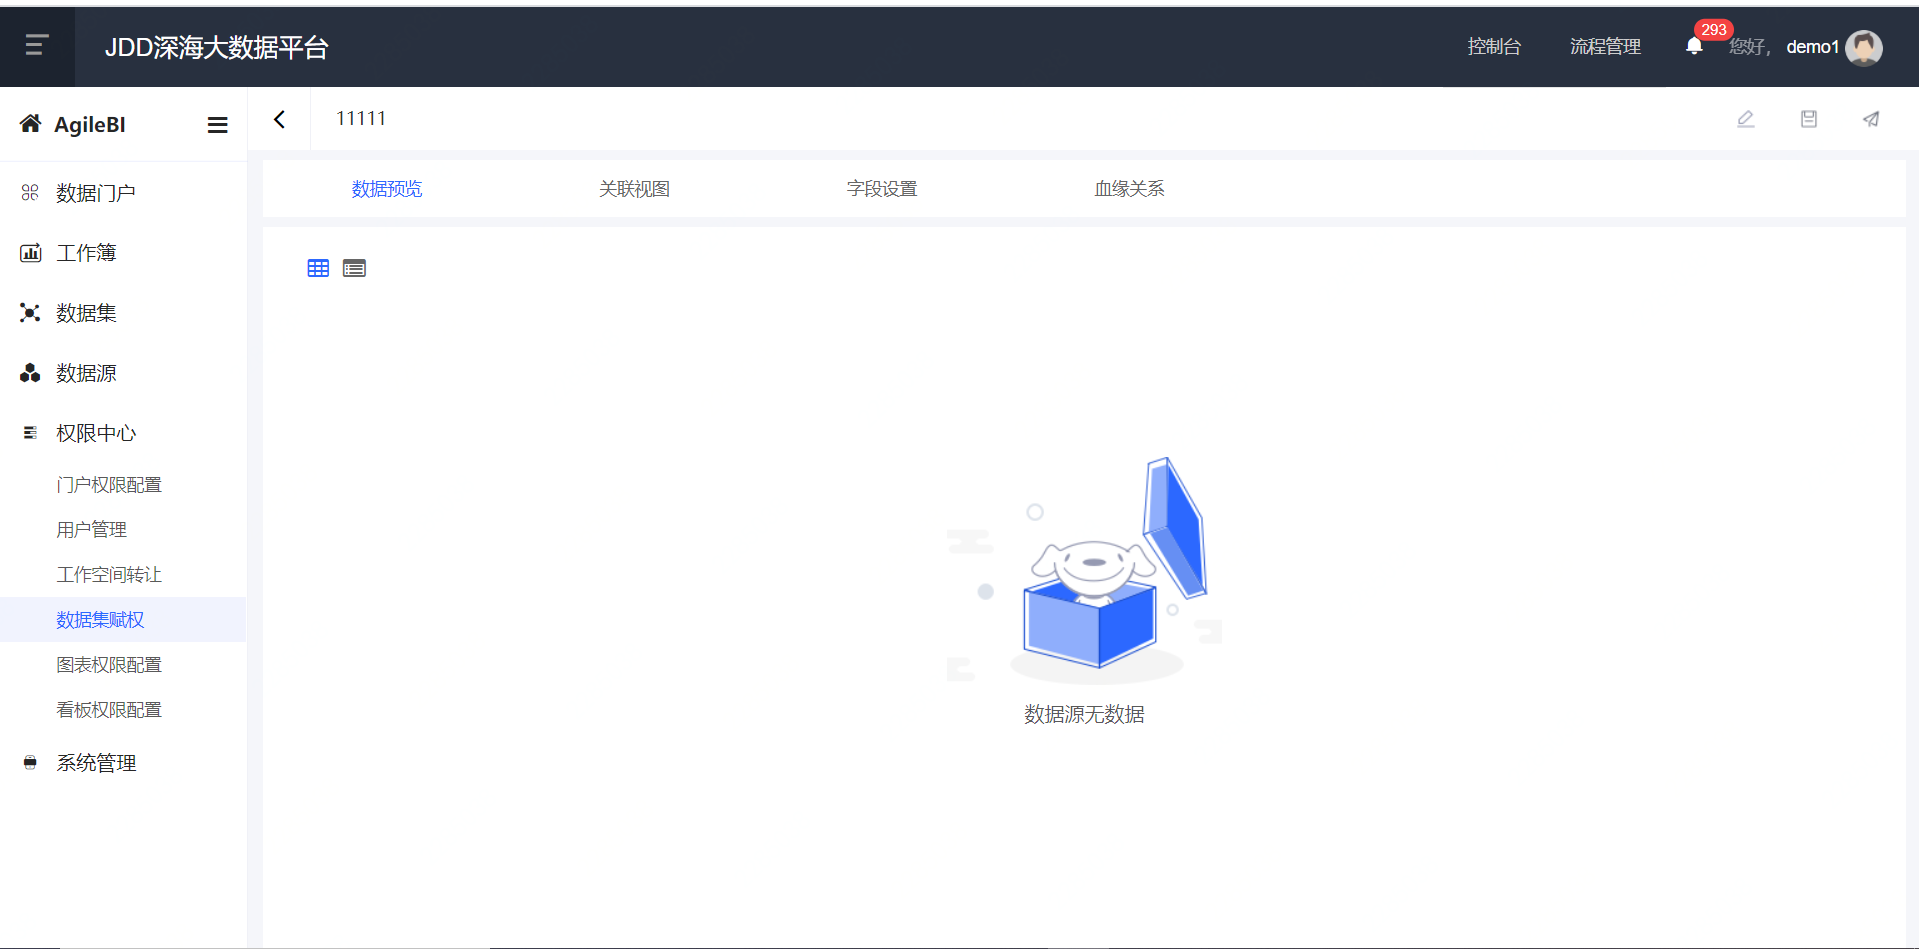 JDD深海大数据平台
控制台
流程管理
293
您好，
demo1
AgileBI
11111
数据预览
关联视图
字段设置
血缘关系
数据门户
工作簿
数据集
数据源
权限中心
门户权限配置
用户管理
工作空间转让
数据集赋权
图表权限配置
看板权限配置
系统管理
数据源无数据